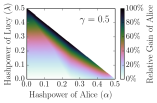 Hashpower of Lucy (λ)
0.5
0.4
0.3
0.2
0.1
0.0
0.0 0.1 0.2 0.3 0.4 0.5
Hashpower of Alice (α)
γ = 0.5
100%
80%
60%
40%
20%
0%
Relative Gain of Alice